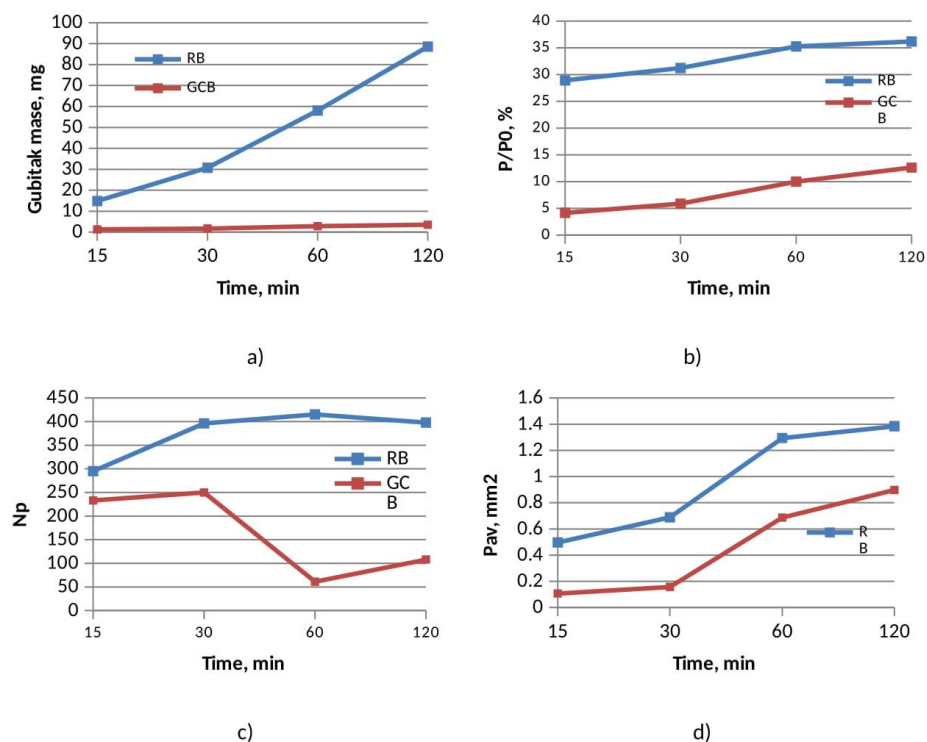 100
90
80
70
60
50
40
30
20
10
0
Gubitak mase, mg
RB
GCB
15 30 60 120
Time, min
a)
40
35
30
25
20
15
10
5
0
P/P0, %
RB
GC
B
15 30 60 120
Time, min
b)
450
400
350
300
250
200
150
100
50
0
Np
RB
GC
B
15 30 60 120
Time, min
c)
1.6
1.4
1.2
1
0.8
0.6
0.4
0.2
0
Pav, mm2
R
B
15 30 60 120
Time, min
d)